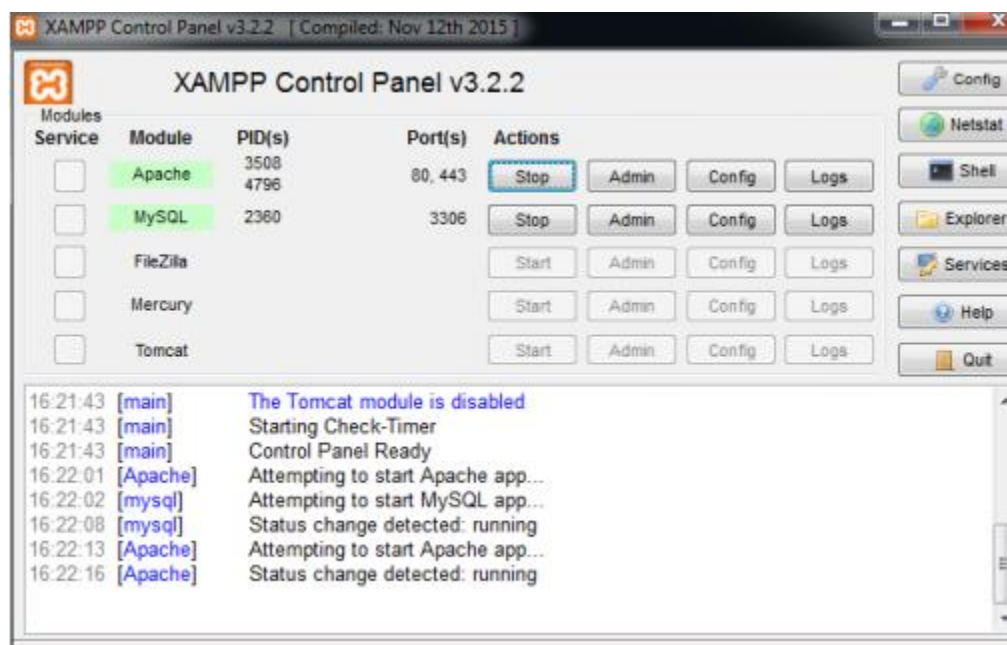 XAMPP Control Panel v3.2.2 [ Compiled: Nov 12th 2015 ]
XAMPP Control Panel v3.2.2
Config
Netstat
Shell
Explorer
Services
Help
Quit
Modules
Service Module PID(s) Port(s) Actions
Apache 3508 4796 80, 443 Stop Admin Config Logs
MySQL 2360 3306 Stop Admin Config Logs
FileZilla Start Admin Config Logs
Mercury Start Admin Config Logs
Tomcat Start Admin Config Logs
16:21:43 [main] The Tomcat module is disabled
16:21:43 [main] Starting Check-Timer
16:21:43 [main] Control Panel Ready
16:22:01 [Apache] Attempting to start Apache app...
16:22:02 [mysql] Attempting to start MySQL app...
16:22:08 [mysql] Status change detected: running
16:22:13 [Apache] Attempting to start Apache app...
16:22:16 [Apache] Status change detected: running